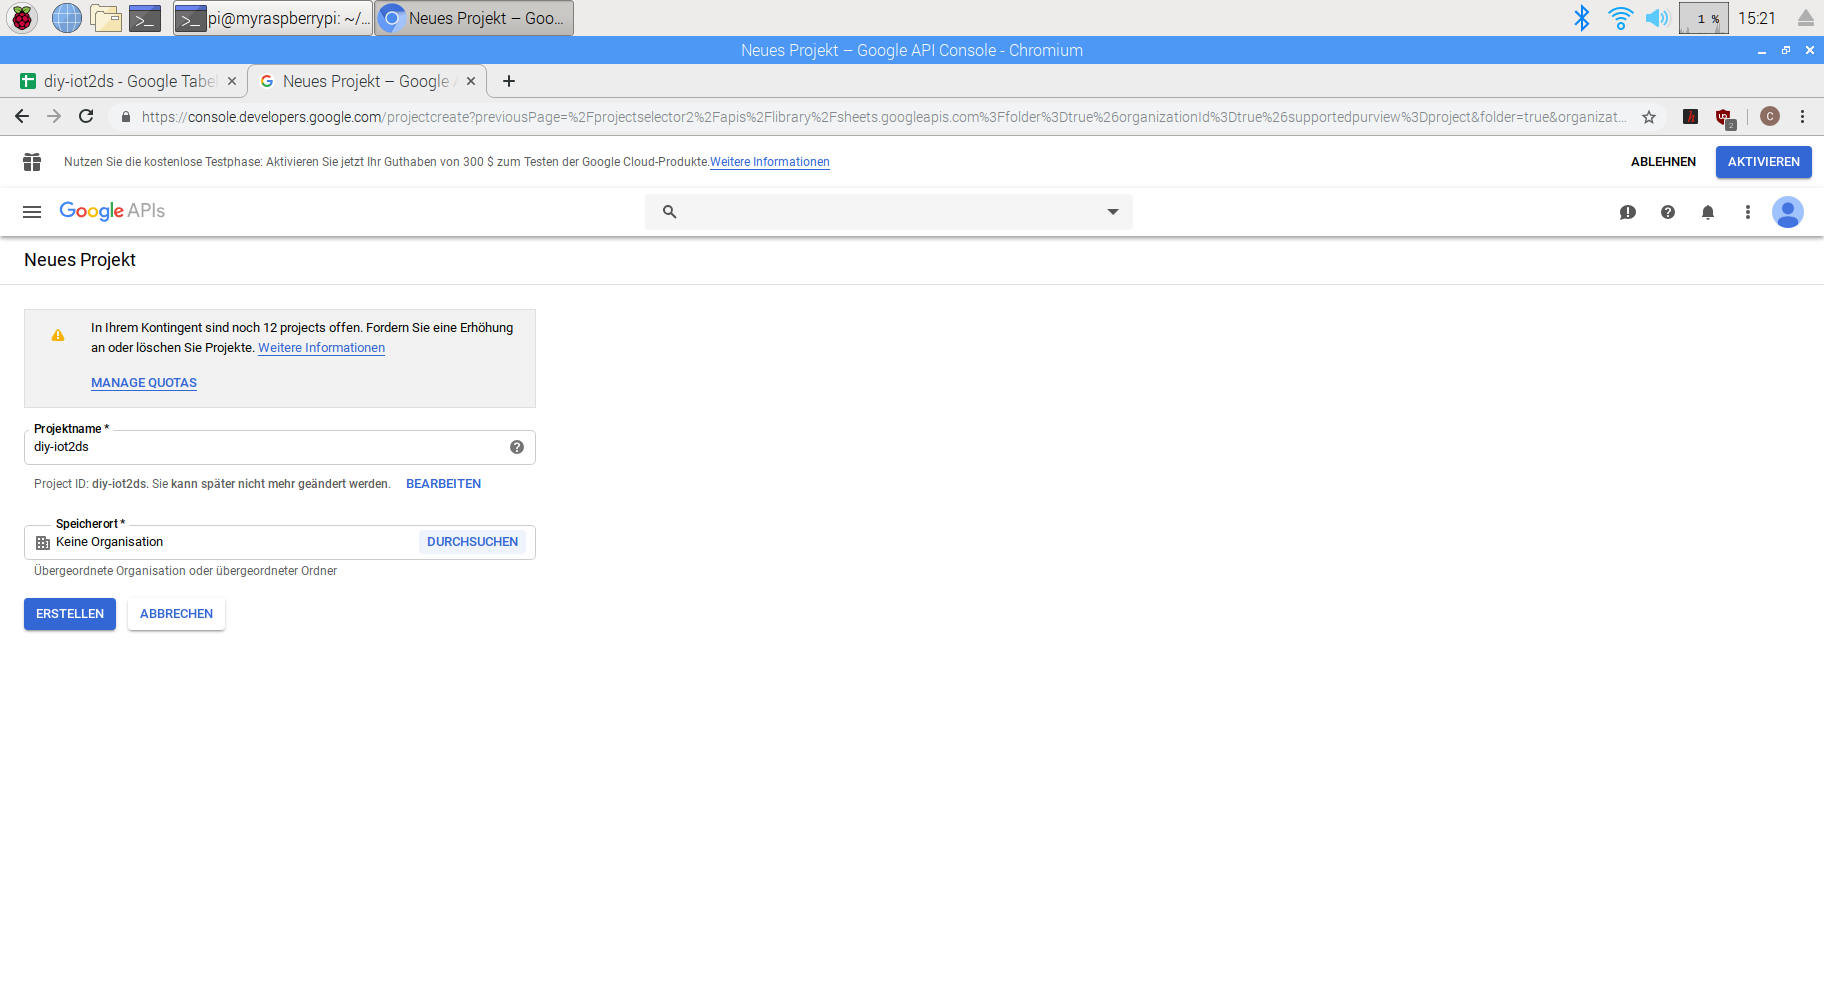 pi@myraspberrypi: ~/...
Neues Projekt – Goo...
1 %
15:21
Neues Projekt – Google API Console - Chromium
diy-iot2ds - Google Tabel
Neues Projekt – Google A
https://console.developers.google.com/projectcreate?previousPage=%2Fprojectselector2%2Fapis%2Flibrary%2Fsheets.googleapis.com%3Ffolder%3Dtrue%26organizationId%3Dtrue%26supportedpurview%3Dproject&folder=true&organizat...
h
2
C
Nutzen Sie die kostenlose Testphase: Aktivieren Sie jetzt Ihr Guthaben von 300 $ zum Testen der Google Cloud-Produkte.Weitere Informationen
ABLEHNEN
AKTIVIEREN
Google APIs
Neues Projekt
In Ihrem Kontingent sind noch 12 projects offen. Fordern Sie eine Erhöhung
an oder löschen Sie Projekte. Weitere Informationen
MANAGE QUOTAS
Projektname *
diy-iot2ds
Project ID: diy-iot2ds. Sie kann später nicht mehr geändert werden. BEARBEITEN
Speicherort *
Keine Organisation
DURCHSUCHEN
Übergeordnete Organisation oder übergeordneter Ordner
ERSTELLEN
ABBRECHEN